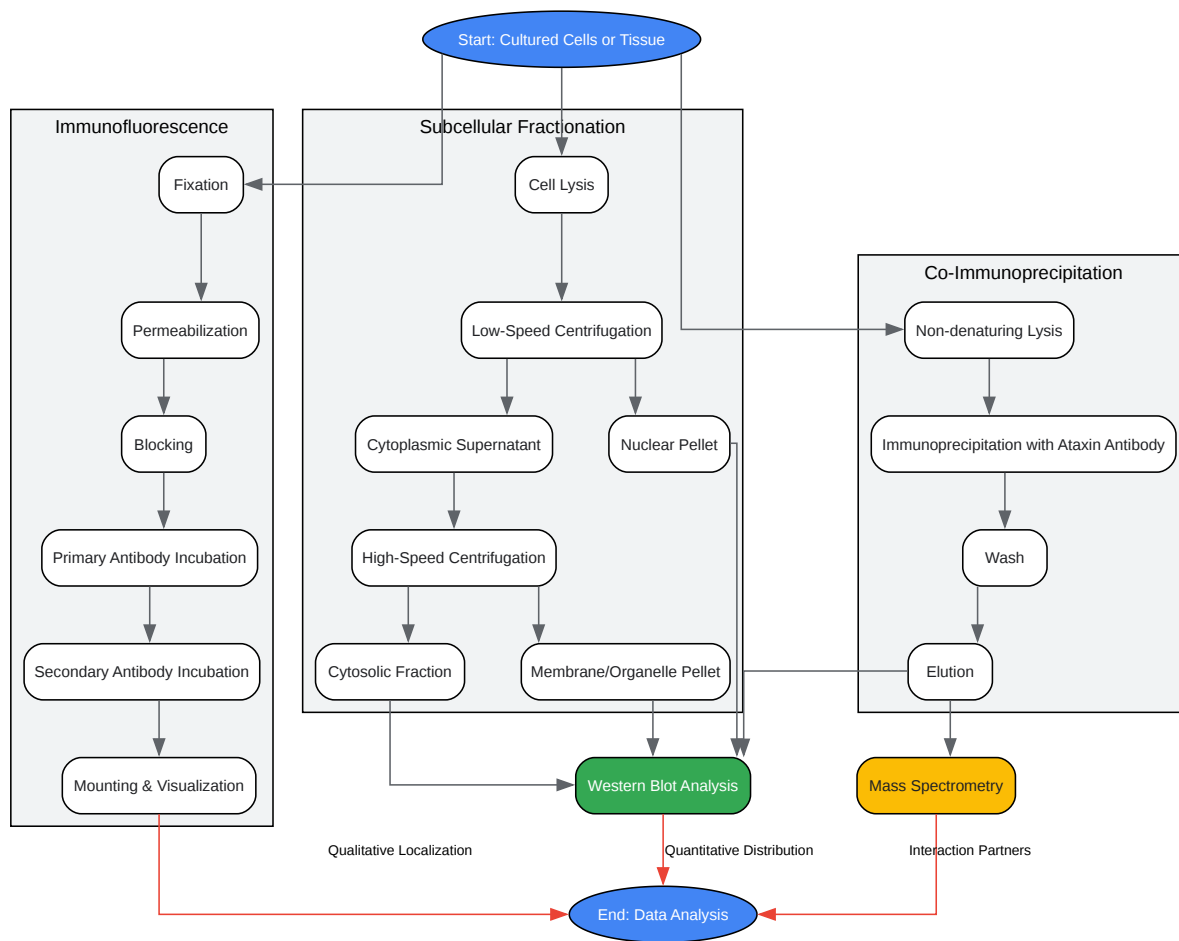 Start: Cultured Cells or Tissue
Immunofluorescence
Subcellular Fractionation
Fixation
Cell Lysis
Co-Immunoprecipitation
Permeabilization
Low-Speed Centrifugation
Non-denaturing Lysis
Blocking
Cytoplasmic Supernatant
Nuclear Pellet
Immunoprecipitation with Ataxin Antibody
Primary Antibody Incubation
High-Speed Centrifugation
Wash
Secondary Antibody Incubation
Cytosolic Fraction
Membrane/Organelle Pellet
Elution
Mounting & Visualization
Western Blot Analysis
Mass Spectrometry
Qualitative Localization
Quantitative Distribution
Interaction Partners
End: Data Analysis